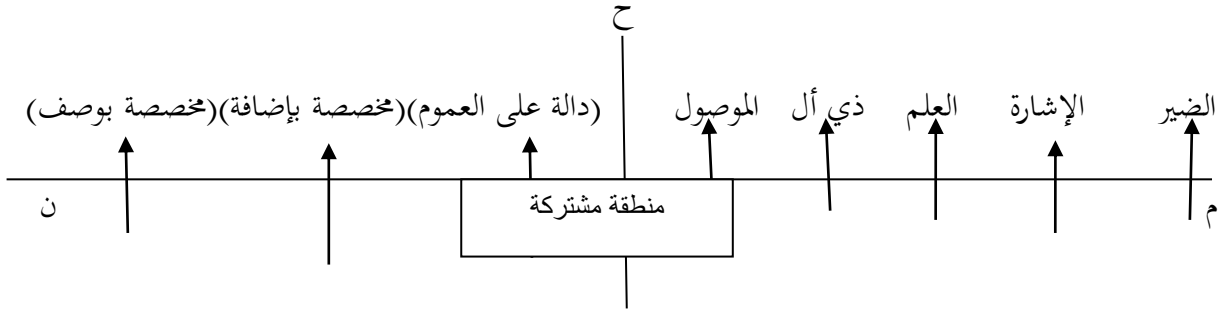 ح
الضير الإشارة العلم ذي أل الموصول (دالة على العموم)(مخصصة بإضافة)(مخصصة بوصف)
م منطقة مشتركة ن